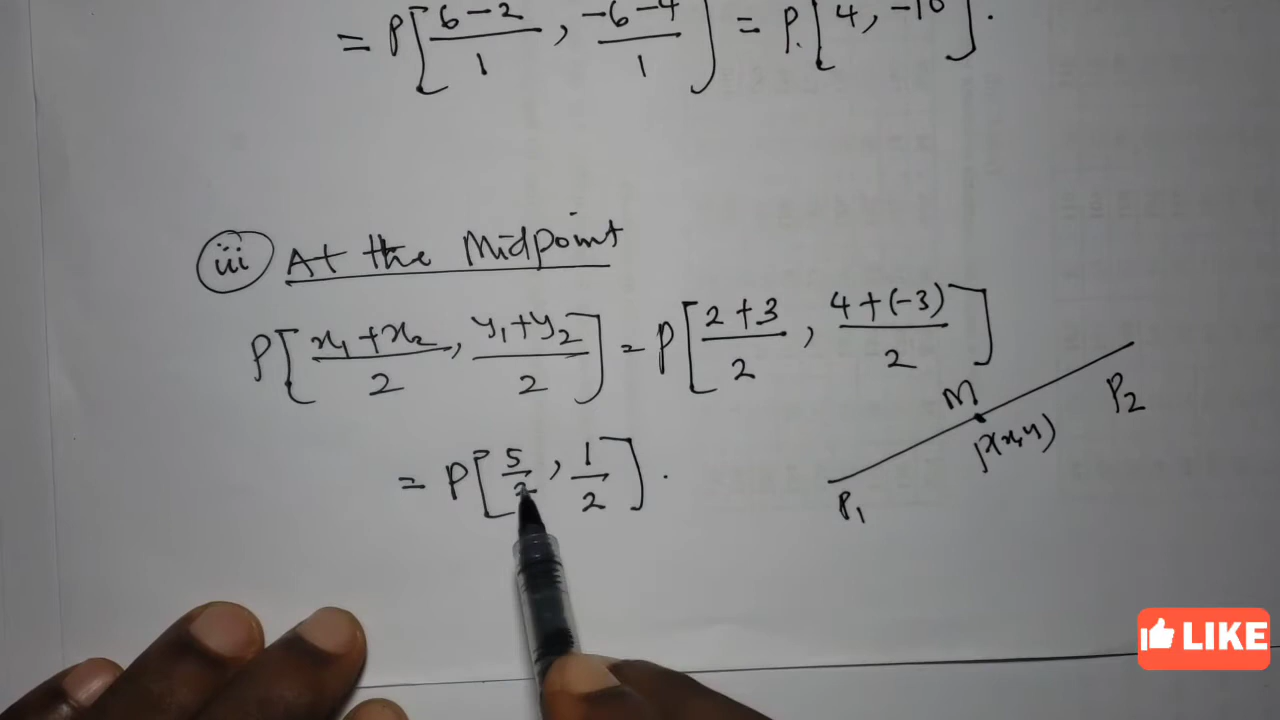 = P[(6-2)/1, (-6-4)/1] = P.[4, -10].
(iii) At the Midpoint
P[(x₁+x₂)/2, (y₁+y₂)/2] = P[(2+3)/2, (4+(-3))/2]
M
P₂
P(x,y)
= P[5/2, 1/2].
P₁
LIKE